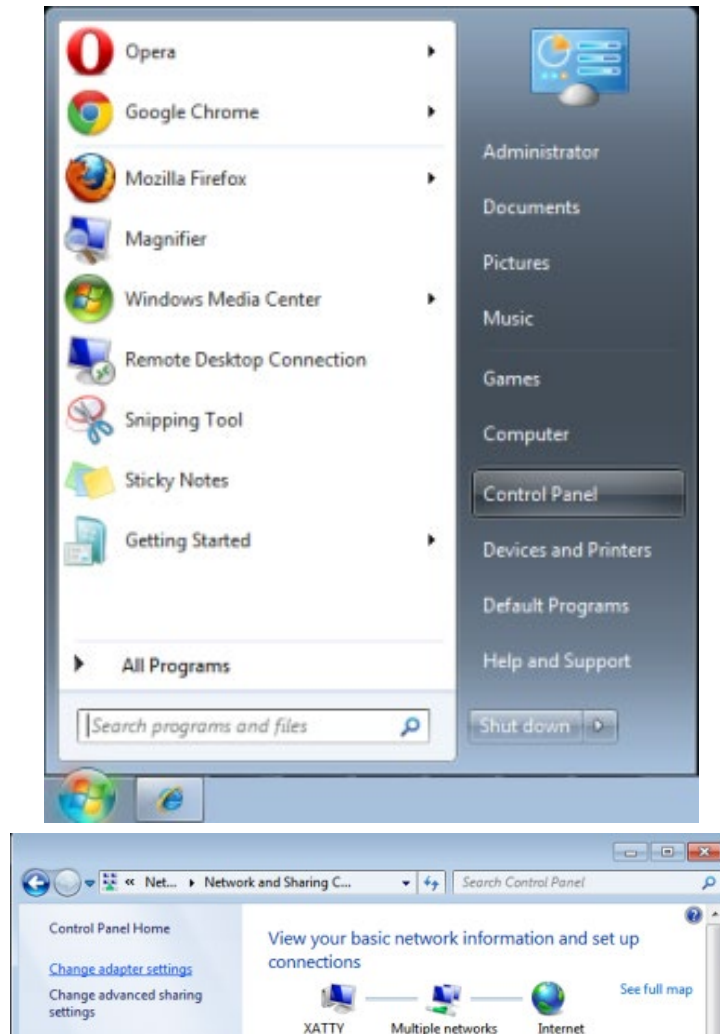 Opera
Google Chrome
Mozilla Firefox
Magnifier
Windows Media Center
Remote Desktop Connection
Snipping Tool
Sticky Notes
Getting Started
All Programs
Search programs and files
Administrator
Documents
Pictures
Music
Games
Computer
Control Panel
Devices and Printers
Default Programs
Help and Support
Shut down
« Net... Network and Sharing C...
Search Control Panel
Control Panel Home
Change adapter settings
Change advanced sharing
settings
View your basic network information and set up
connections
See full map
XATTY Multiple networks Internet